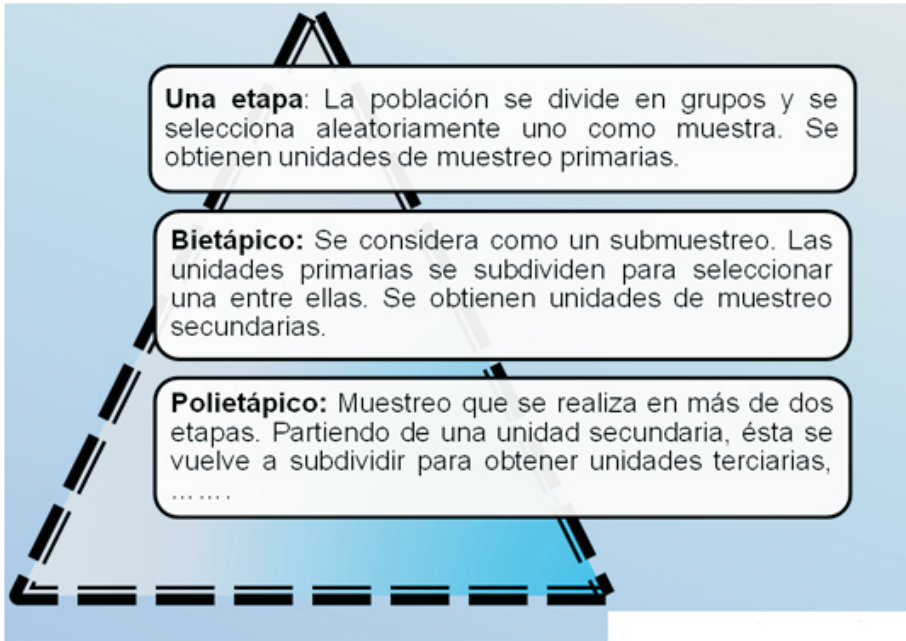 Una etapa: La población se divide en grupos y se
selecciona aleatoriamente uno como muestra. Se
obtienen unidades de muestreo primarias.
Bietápico: Se considera como un submuestreo. Las
unidades primarias se subdividen para seleccionar
una entre ellas. Se obtienen unidades de muestreo
secundarias.
Polietápico: Muestreo que se realiza en más de dos
etapas. Partiendo de una unidad secundaria, ésta se
vuelve a subdividir para obtener unidades terciarias,
... ... .